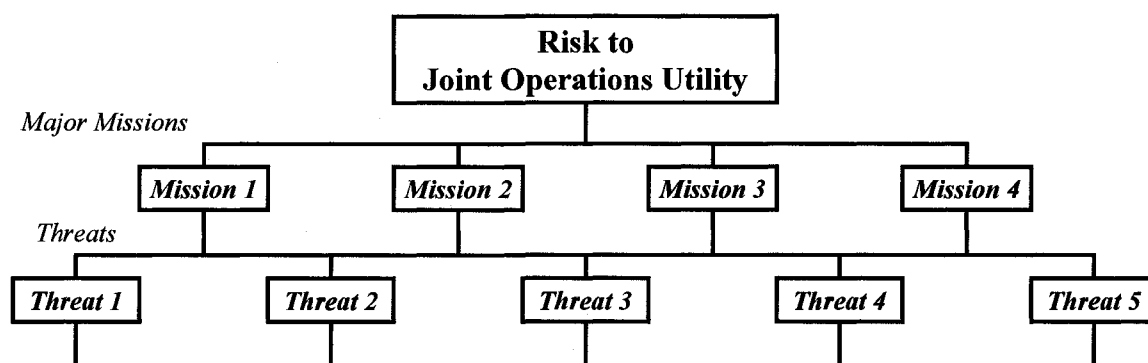 Risk to
Joint Operations Utility
Major Missions
Mission 1
Mission 2
Mission 3
Mission 4
Threats
Threat 1
Threat 2
Threat 3
Threat 4
Threat 5